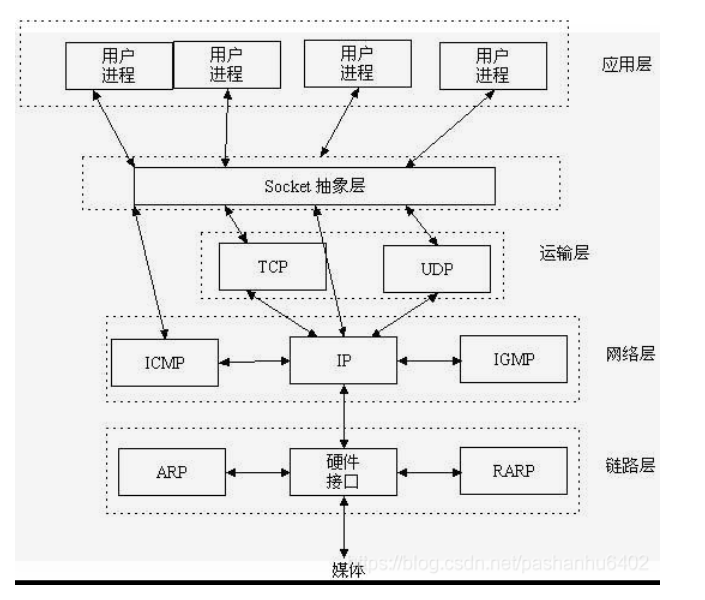 用户 用户 用户 用户
进程 进程 进程 进程
应用层
Socket 抽象层
运输层
TCP
UDP
网络层
ICMP
IP
IGMP
链路层
ARP
硬件
接口
RARP
媒体
https://blog.csdn.net/pashanhu6402